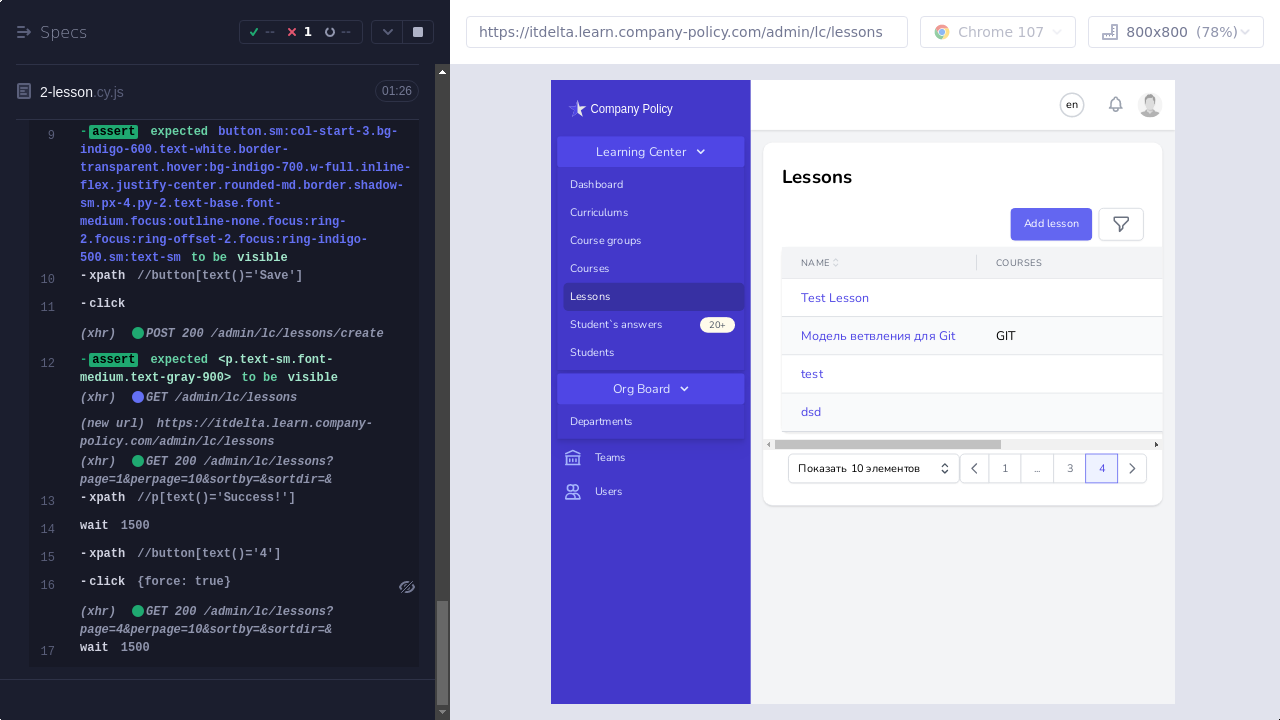 Specs
--
1
--
https://itdelta.learn.company-policy.com/admin/lc/lessons
Chrome 107
800x800 (78%)
2-lesson.cy.js
01:26
9
-assert expected button.sm:col-start-3.bg-
indigo-600.text-white.border-
transparent.hover:bg-indigo-700.w-full.inline-
flex.justify-center.rounded-md.border.shadow-
sm.px-4.py-2.text-base.font-
medium.focus:outline-none.focus:ring-
2.focus:ring-offset-2.focus:ring-indigo-
500.sm:text-sm to be visible
10
-xpath //button[text()='Save']
11
-click
(xhr) POST 200 /admin/lc/lessons/create
12
-assert expected <p.text-sm.font-
medium.text-gray-900> to be visible
(xhr) GET /admin/lc/lessons
(new url) https://itdelta.learn.company-
policy.com/admin/lc/lessons
(xhr) GET 200 /admin/lc/lessons?
page=1&perpage=10&sortby=&sortdir=&
13
-xpath //p[text()='Success!']
14
wait 1500
15
-xpath //button[text()='4']
16
-click {force: true}
(xhr) GET 200 /admin/lc/lessons?
page=4&perpage=10&sortby=&sortdir=&
17
wait 1500
Company Policy
Learning Center
Dashboard
Curriculums
Course groups
Courses
Lessons
Student`s answers 20+
Students
Org Board
Departments
Teams
Users
en
Lessons
Add lesson
NAME COURSES
Test Lesson
Модель ветвления для Git GIT
test
dsd
Показать 10 элементов
1 ... 3 4